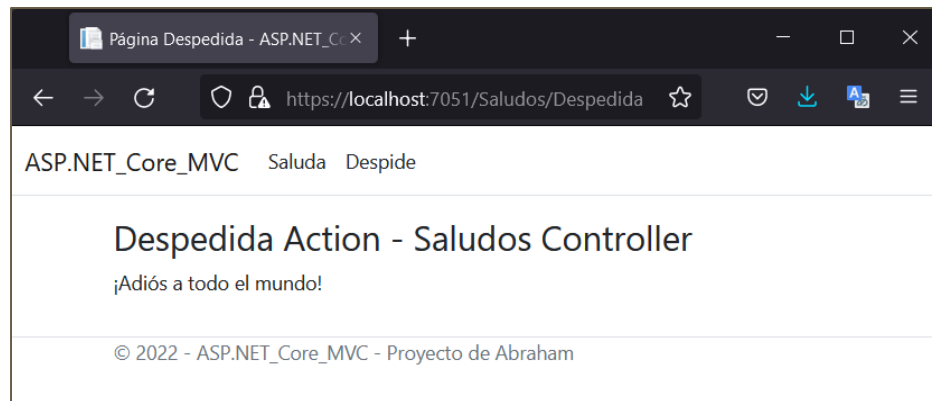 Página Despedida - ASP.NET_Co
https://localhost:7051/Saludos/Despedida
ASP.NET_Core_MVC Saluda Despide
Despedida Action - Saludos Controller
¡Adiós a todo el mundo!
© 2022 - ASP.NET_Core_MVC - Proyecto de Abraham